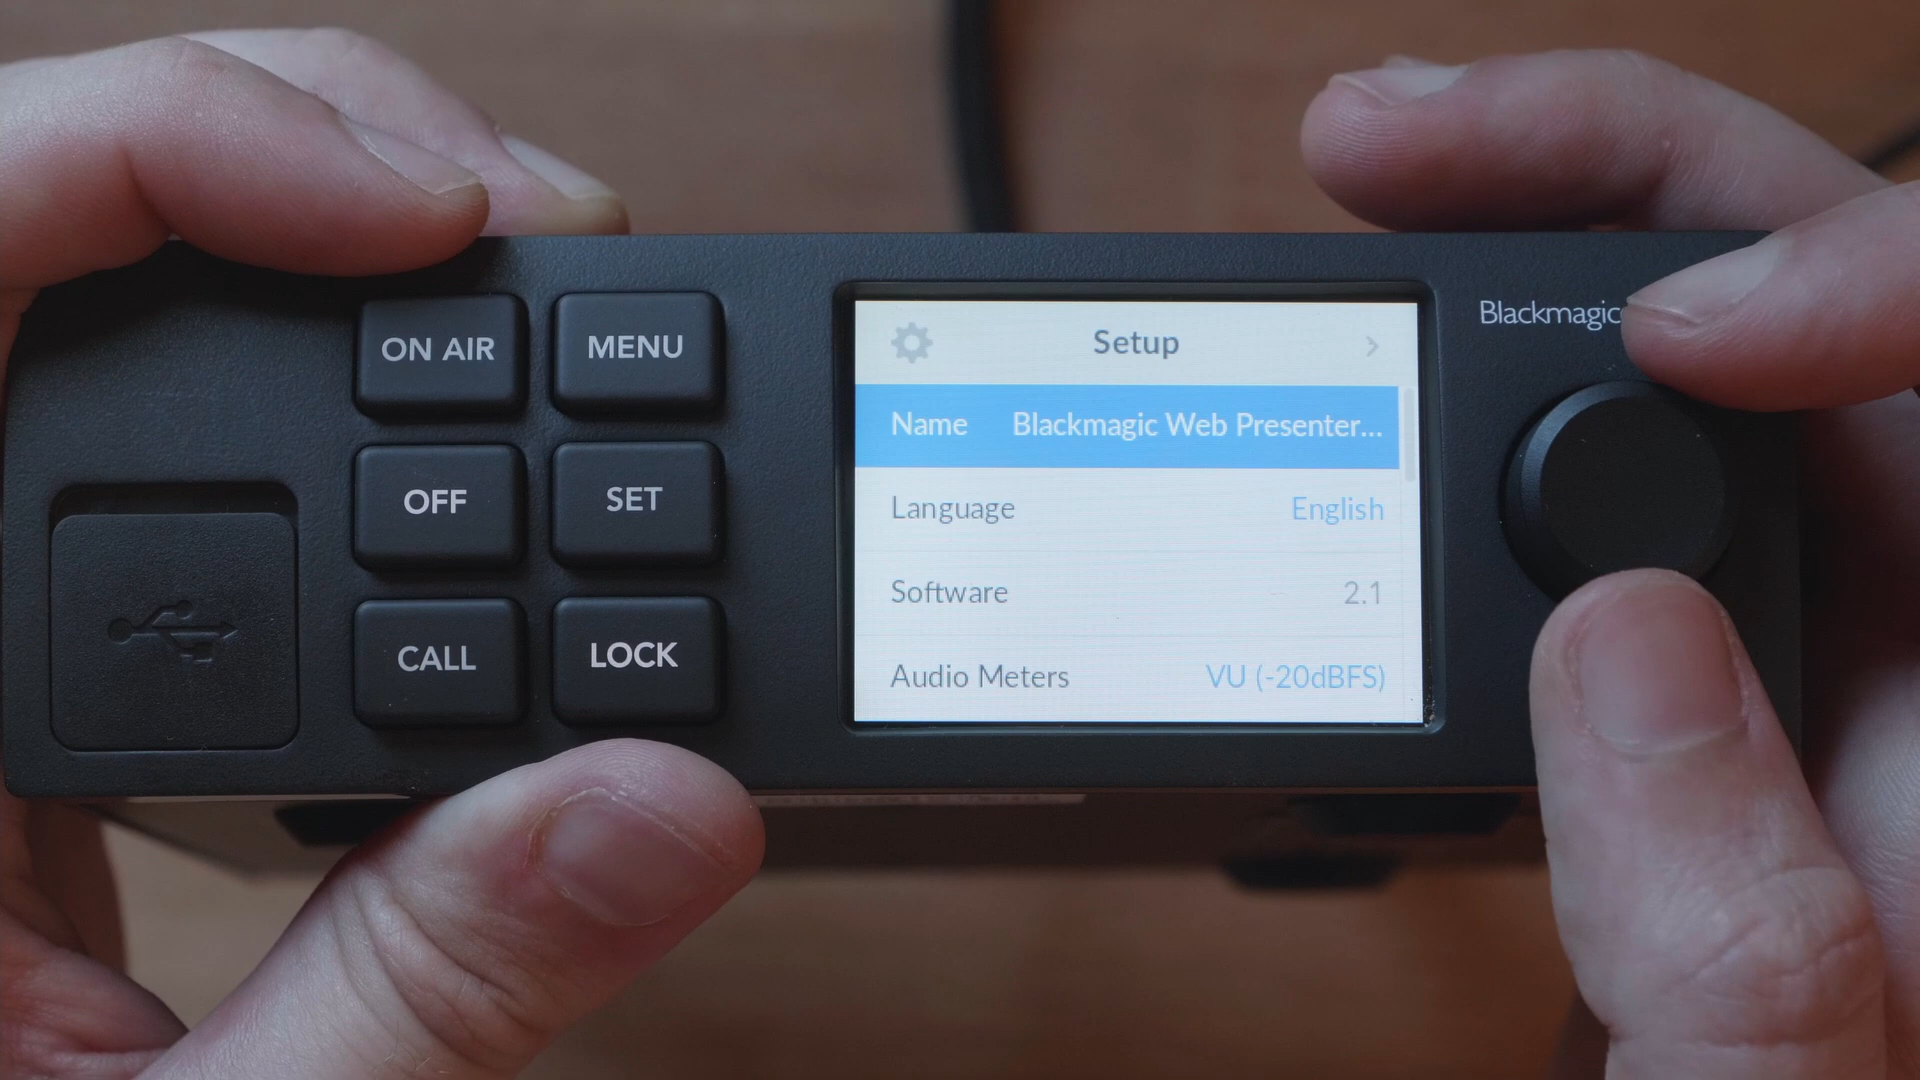 ON AIR
MENU
OFF
SET
CALL
LOCK
Setup
Name Blackmagic Web Presenter...
Language English
Software 2.1
Audio Meters VU (-20dBFS)
Blackmagic